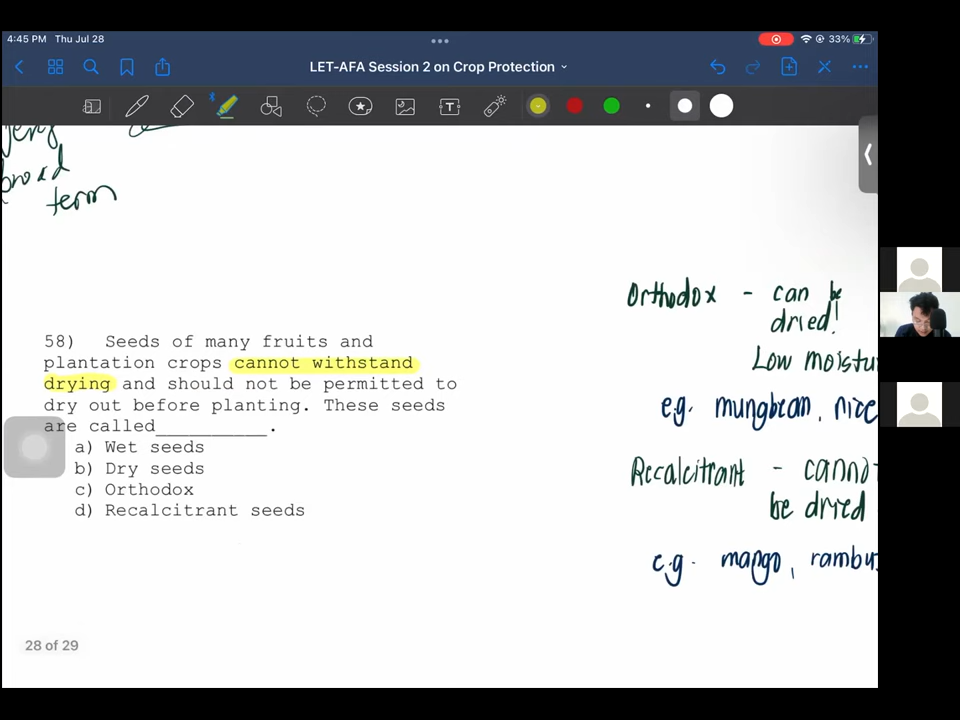 4:45 PM Thu Jul 28
33%
LET-AFA Session 2 on Crop Protection
broad
term
Orthodox - can be
dried!
Low
e.g. mungbean, rice
58) Seeds of many fruits and
plantation crops cannot withstand
drying and should not be permitted to
dry out before planting. These seeds
are called__________.
a) Wet seeds
b) Dry seeds
c) Orthodox
d) Recalcitrant seeds
Recalcitrant - 
be dried
e.g. mango,
28 of 29